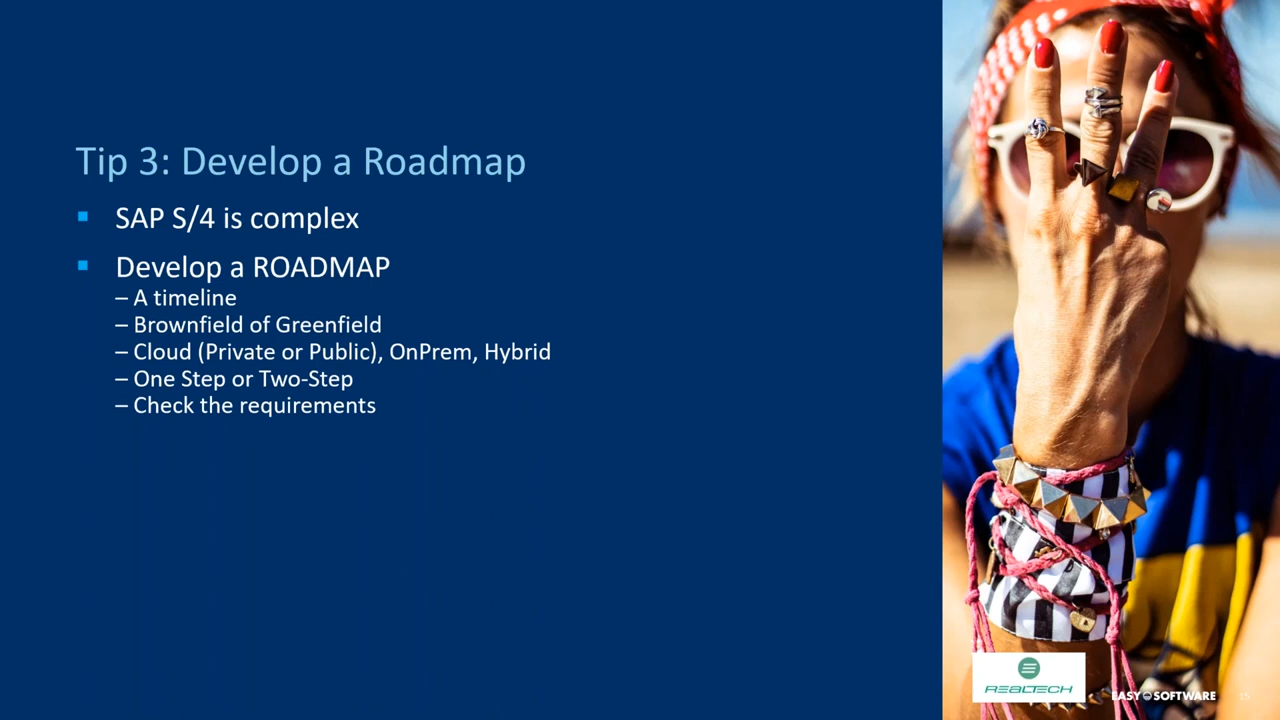 Tip 3: Develop a Roadmap
▪ SAP S/4 is complex
▪ Develop a ROADMAP
– A timeline
– Brownfield of Greenfield
– Cloud (Private or Public), OnPrem, Hybrid
– One Step or Two-Step
– Check the requirements
REALTECH
EASY SOFTWARE
15